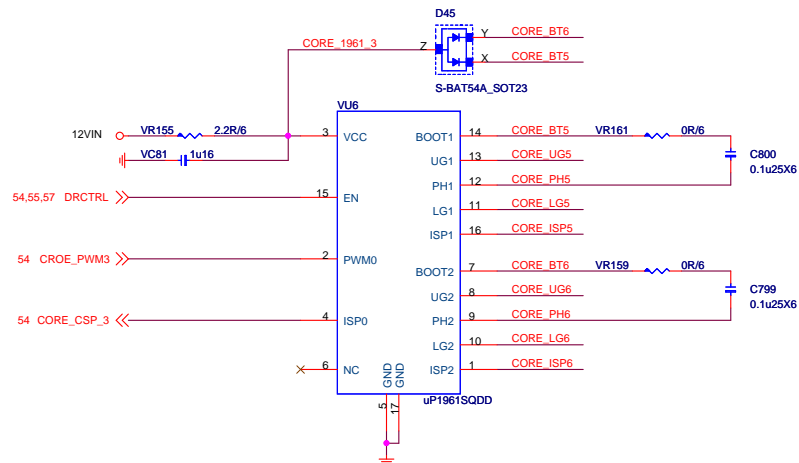 D45
Y CORE_BT6
CORE_1961_3 Z
X CORE_BT5
S-BAT54A_SOT23
VU6
12VIN VR155 2.2R/6 3 VCC BOOT1 14 CORE_BT5 VR161 0R/6
VC81 1u16 UG1 13 CORE_UG5 C800
0.1u25X6
54,55,57 DRCTRL 15 EN PH1 12 CORE_PH5
LG1 11 CORE_LG5
ISP1 16 CORE_ISP5
54 CROE_PWM3 2 PWM0 BOOT2 7 CORE_BT6 VR159 0R/6
UG2 8 CORE_UG6 C799
0.1u25X6
54 CORE_CSP_3 4 ISP0 PH2 9 CORE_PH6
LG2 10 CORE_LG6
6 NC ISP2 1 CORE_ISP6
GND GND
5 17
uP1961SQDD